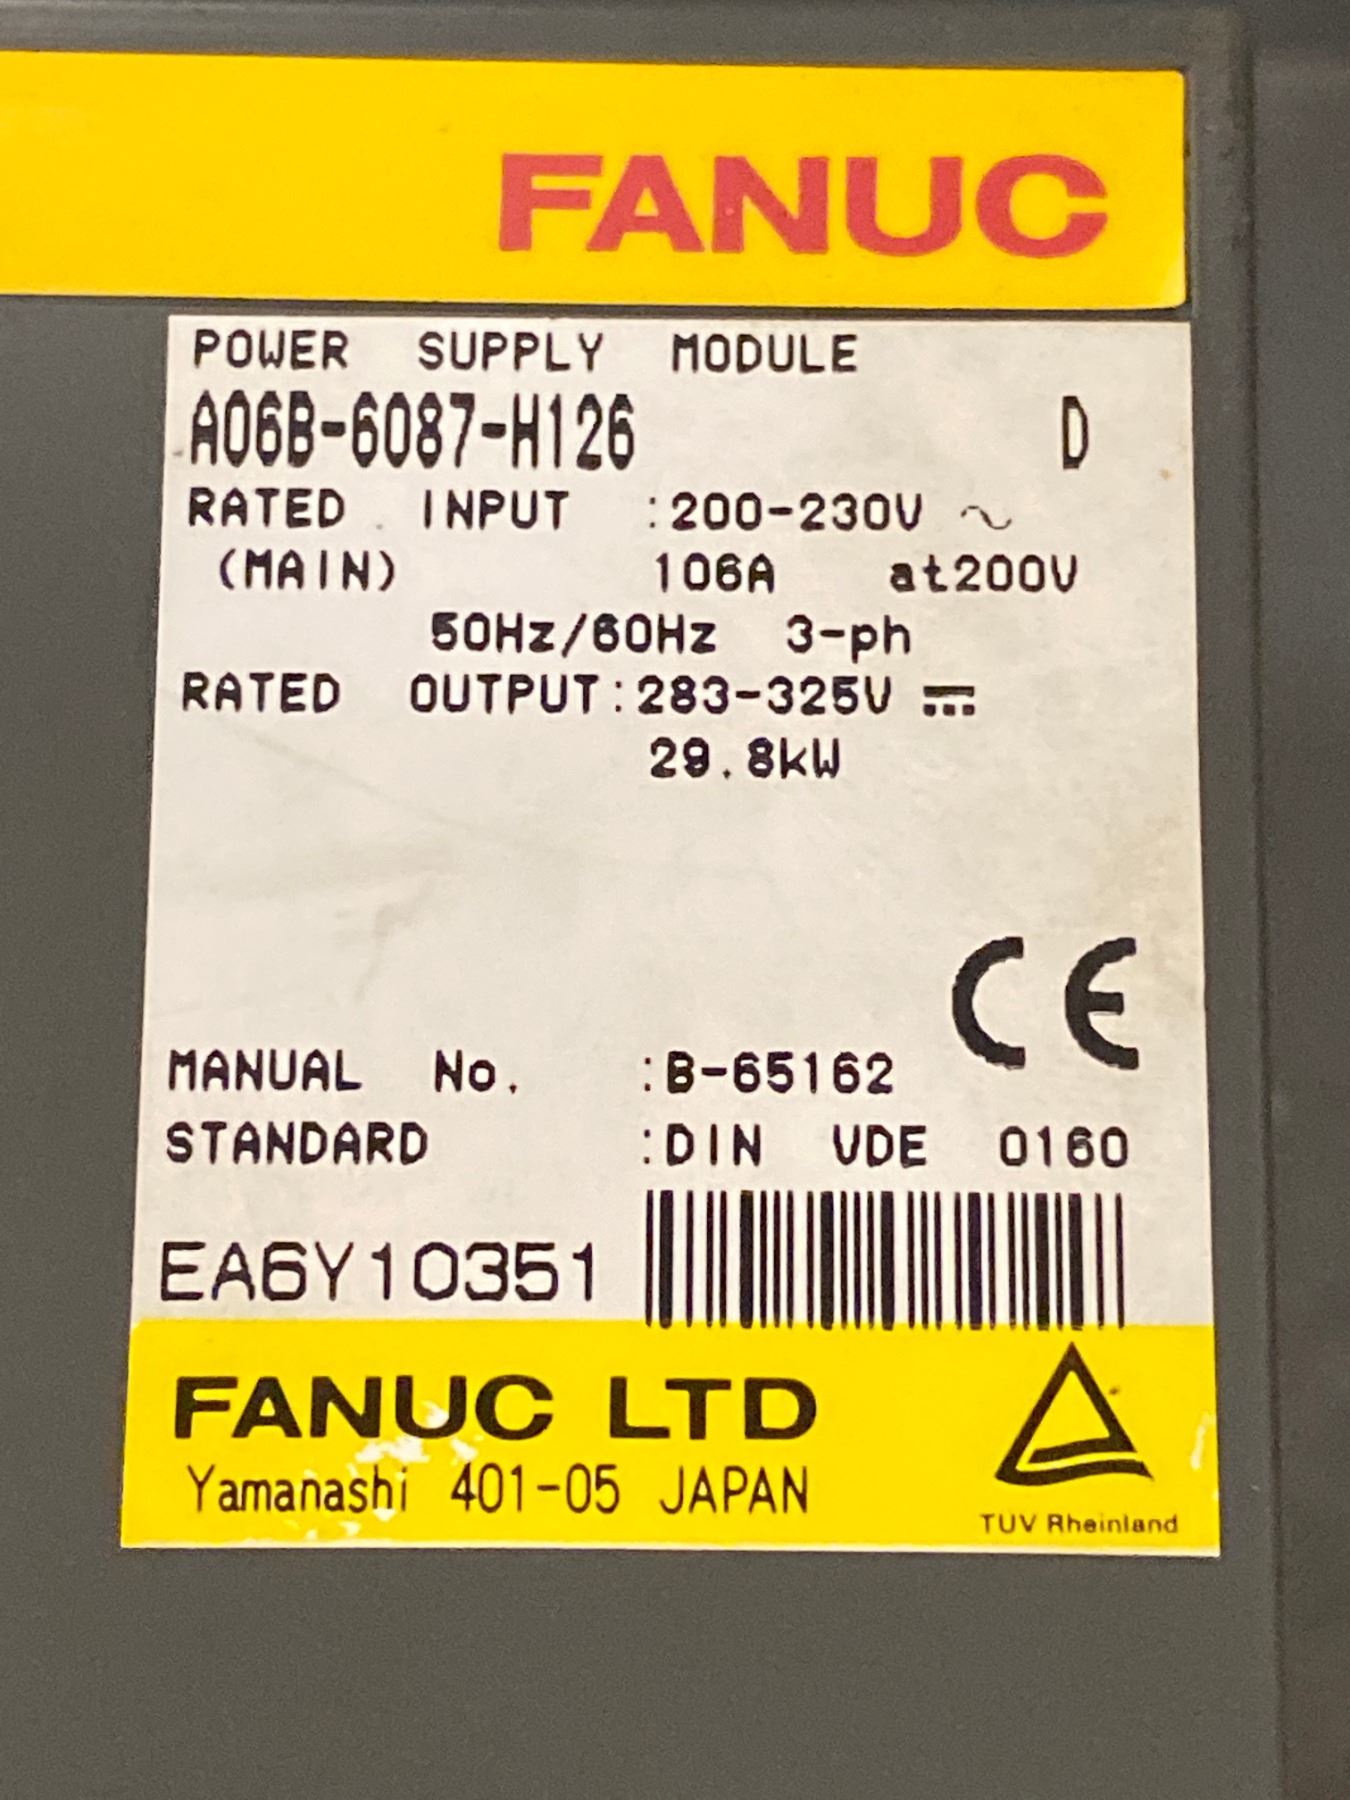 FANUC
POWER SUPPLY MODULE
A06B-6087-H126 D
RATED INPUT :200-230V ~
(MAIN) 106A at200V
50Hz/60Hz 3-ph
RATED OUTPUT:283-325V ⎓
29.8kW
CE
MANUAL No. :B-65162
STANDARD :DIN VDE 0160
EA6Y10351
FANUC LTD
Yamanashi 401-05 JAPAN
TUV Rheinland